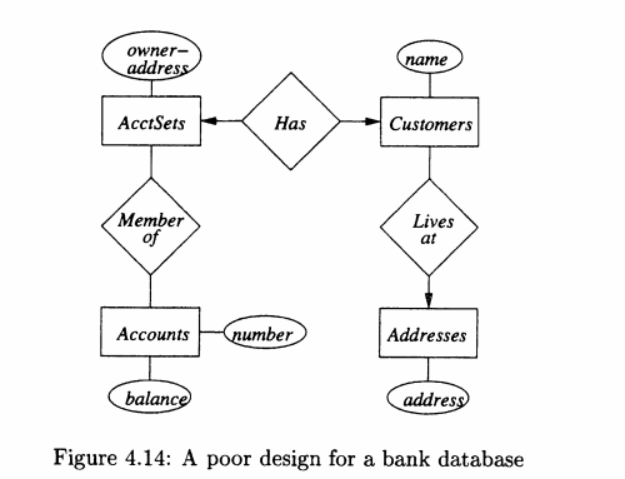 owner-
address
name
AcctSets
Has
Customers
Member
of
Lives
at
Accounts
number
Addresses
balance
address
Figure 4.14: A poor design for a bank database